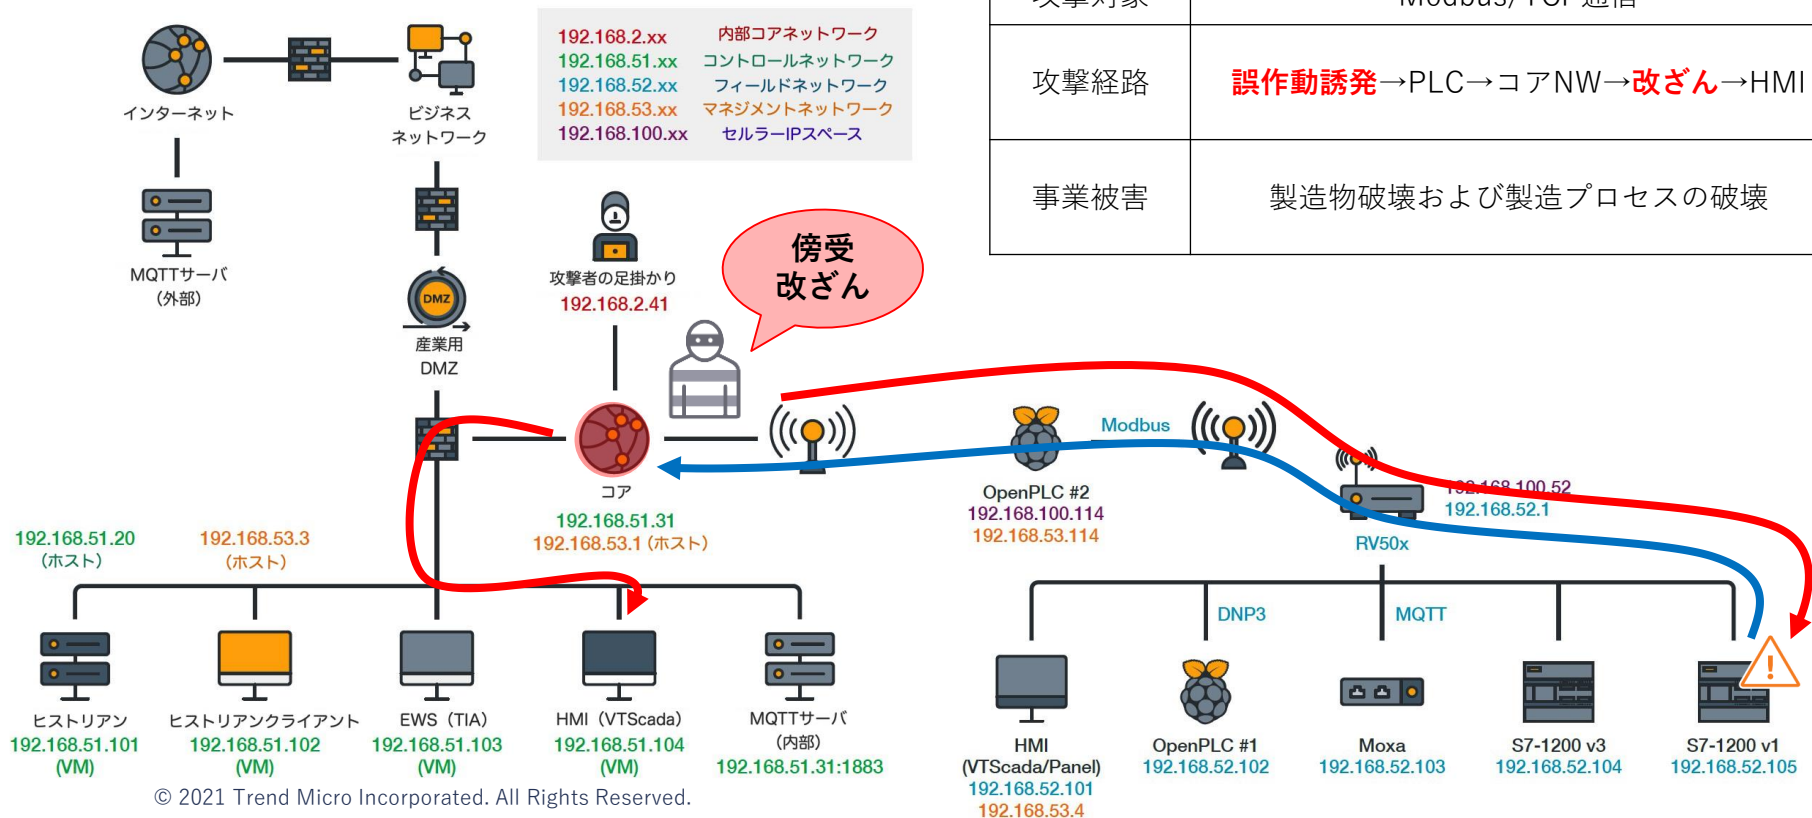 攻撃対象
Modbus/TCP通信
攻撃経路
誤作動誘発→PLC→コアNW→改ざん→HMI
事業被害
製造物破壊および製造プロセスの破壊
192.168.2.xx 内部コアネットワーク
192.168.51.xx コントロールネットワーク
192.168.52.xx フィールドネットワーク
192.168.53.xx マネジメントネットワーク
192.168.100.xx セルラーIPスペース
インターネット
ビジネス
ネットワーク
MQTTサーバ
（外部）
DMZ
産業用
DMZ
攻撃者の足掛かり
192.168.2.41
傍受
改ざん
コア
192.168.51.31
192.168.53.1 (ホスト)
Modbus
OpenPLC #2
192.168.100.114
192.168.53.114
192.168.100.52
192.168.52.1
RV50x
192.168.51.20
(ホスト)
192.168.53.3
(ホスト)
DNP3
MQTT
ヒストリアン
192.168.51.101
(VM)
ヒストリアンクライアント
192.168.51.102
(VM)
EWS（TIA）
192.168.51.103
(VM)
HMI（VTScada）
192.168.51.104
(VM)
MQTTサーバ
（内部）
192.168.51.31:1883
HMI
(VTScada/Panel)
192.168.52.101
192.168.53.4
OpenPLC #1
192.168.52.102
Moxa
192.168.52.103
S7-1200 v3
192.168.52.104
S7-1200 v1
192.168.52.105
© 2021 Trend Micro Incorporated. All Rights Reserved.